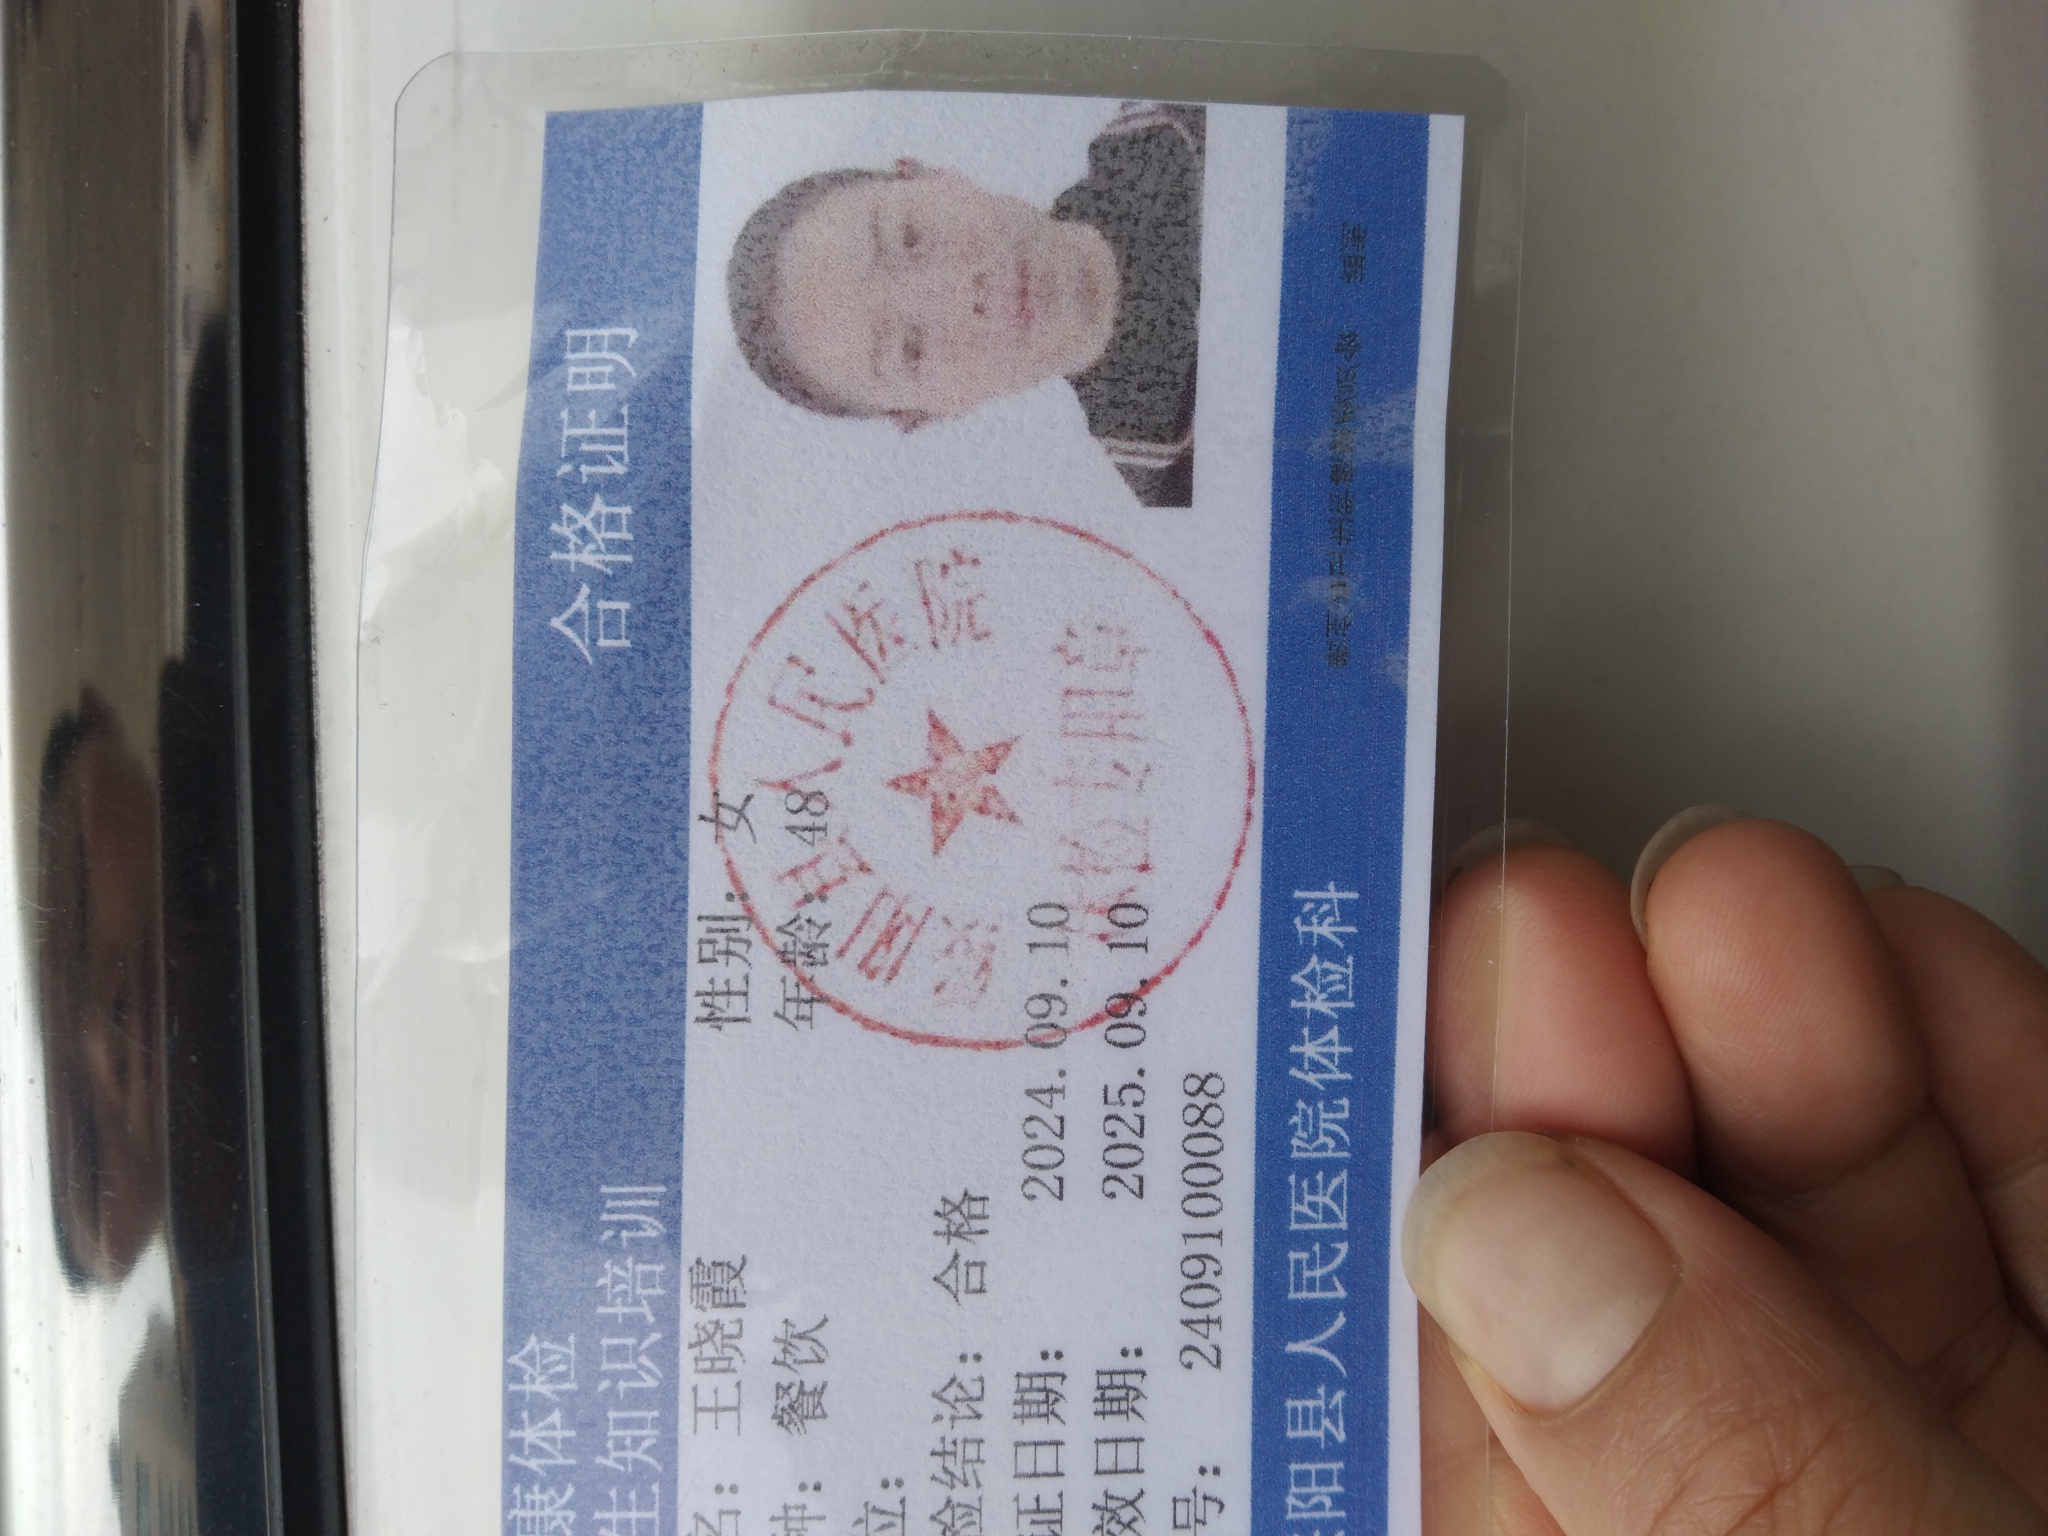 康体检
生知识培训
合格证明
名：王晓霞
性别：女
种：餐饮
年龄：48
位：
检结论：合格
证日期：2024.09.10
效日期：2025.09.10
号：2409100088
人民医院
阳县人民医院体检科